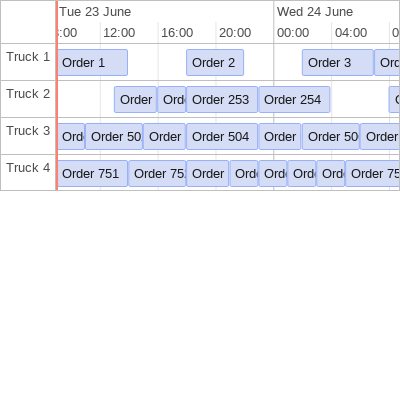 Tue 23 June Wed 24 June
:00 12:00 16:00 20:00 00:00 04:00 0
Truck 1 Order 1 Order 2 Order 3 Ord
Truck 2 Order Ord Order 253 Order 254
Truck 3 Ord Order 50 Order Order 504 Order Order 50 Order
Truck 4 Order 751 Order 75 Order Ord Ord Ord Ord Order 75